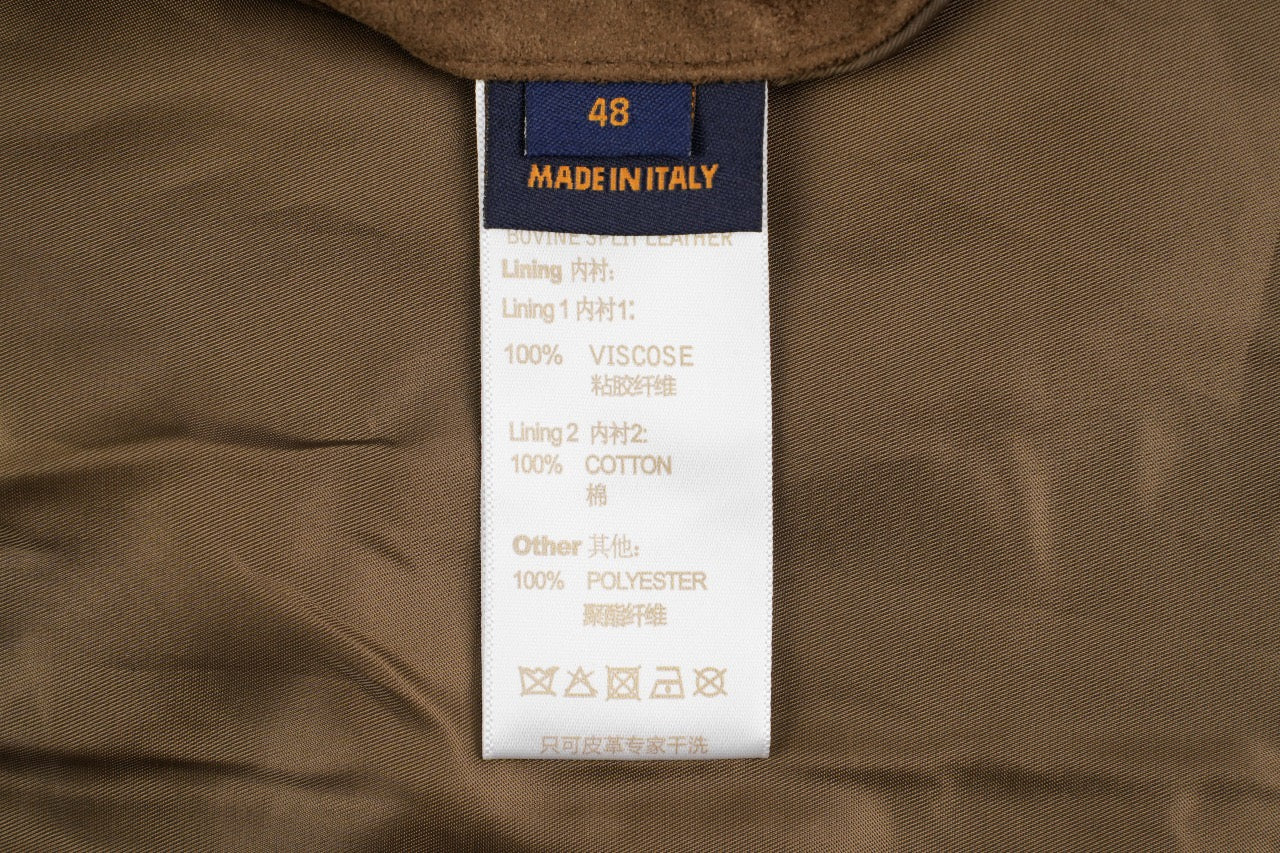 48
MADE IN ITALY
BOVINE SPLIT LEATHER
Lining 内衬:
Lining 1 内衬1:
100% VISCOSE
粘胶纤维
Lining 2 内衬2:
100% COTTON
棉
Other 其他:
100% POLYESTER
聚酯纤维
只可皮革专家干洗